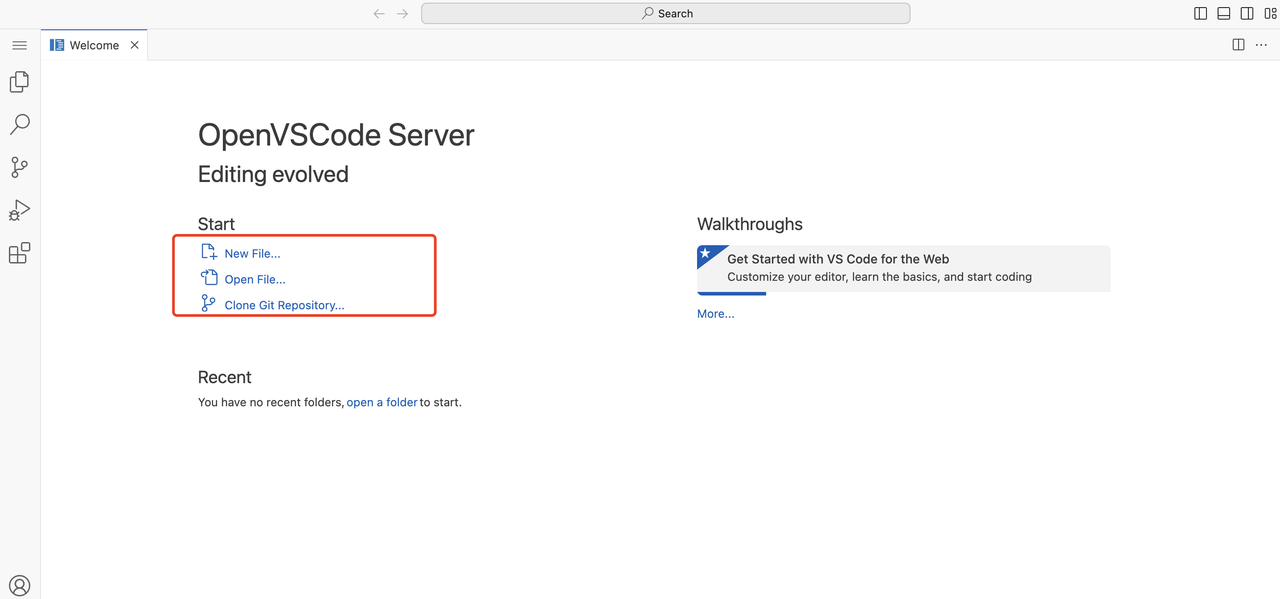 Search
Welcome
OpenVSCode Server
Editing evolved
Start
New File...
Open File...
Clone Git Repository...
Recent
You have no recent folders, open a folder to start.
Walkthroughs
Get Started with VS Code for the Web
Customize your editor, learn the basics, and start coding
More...